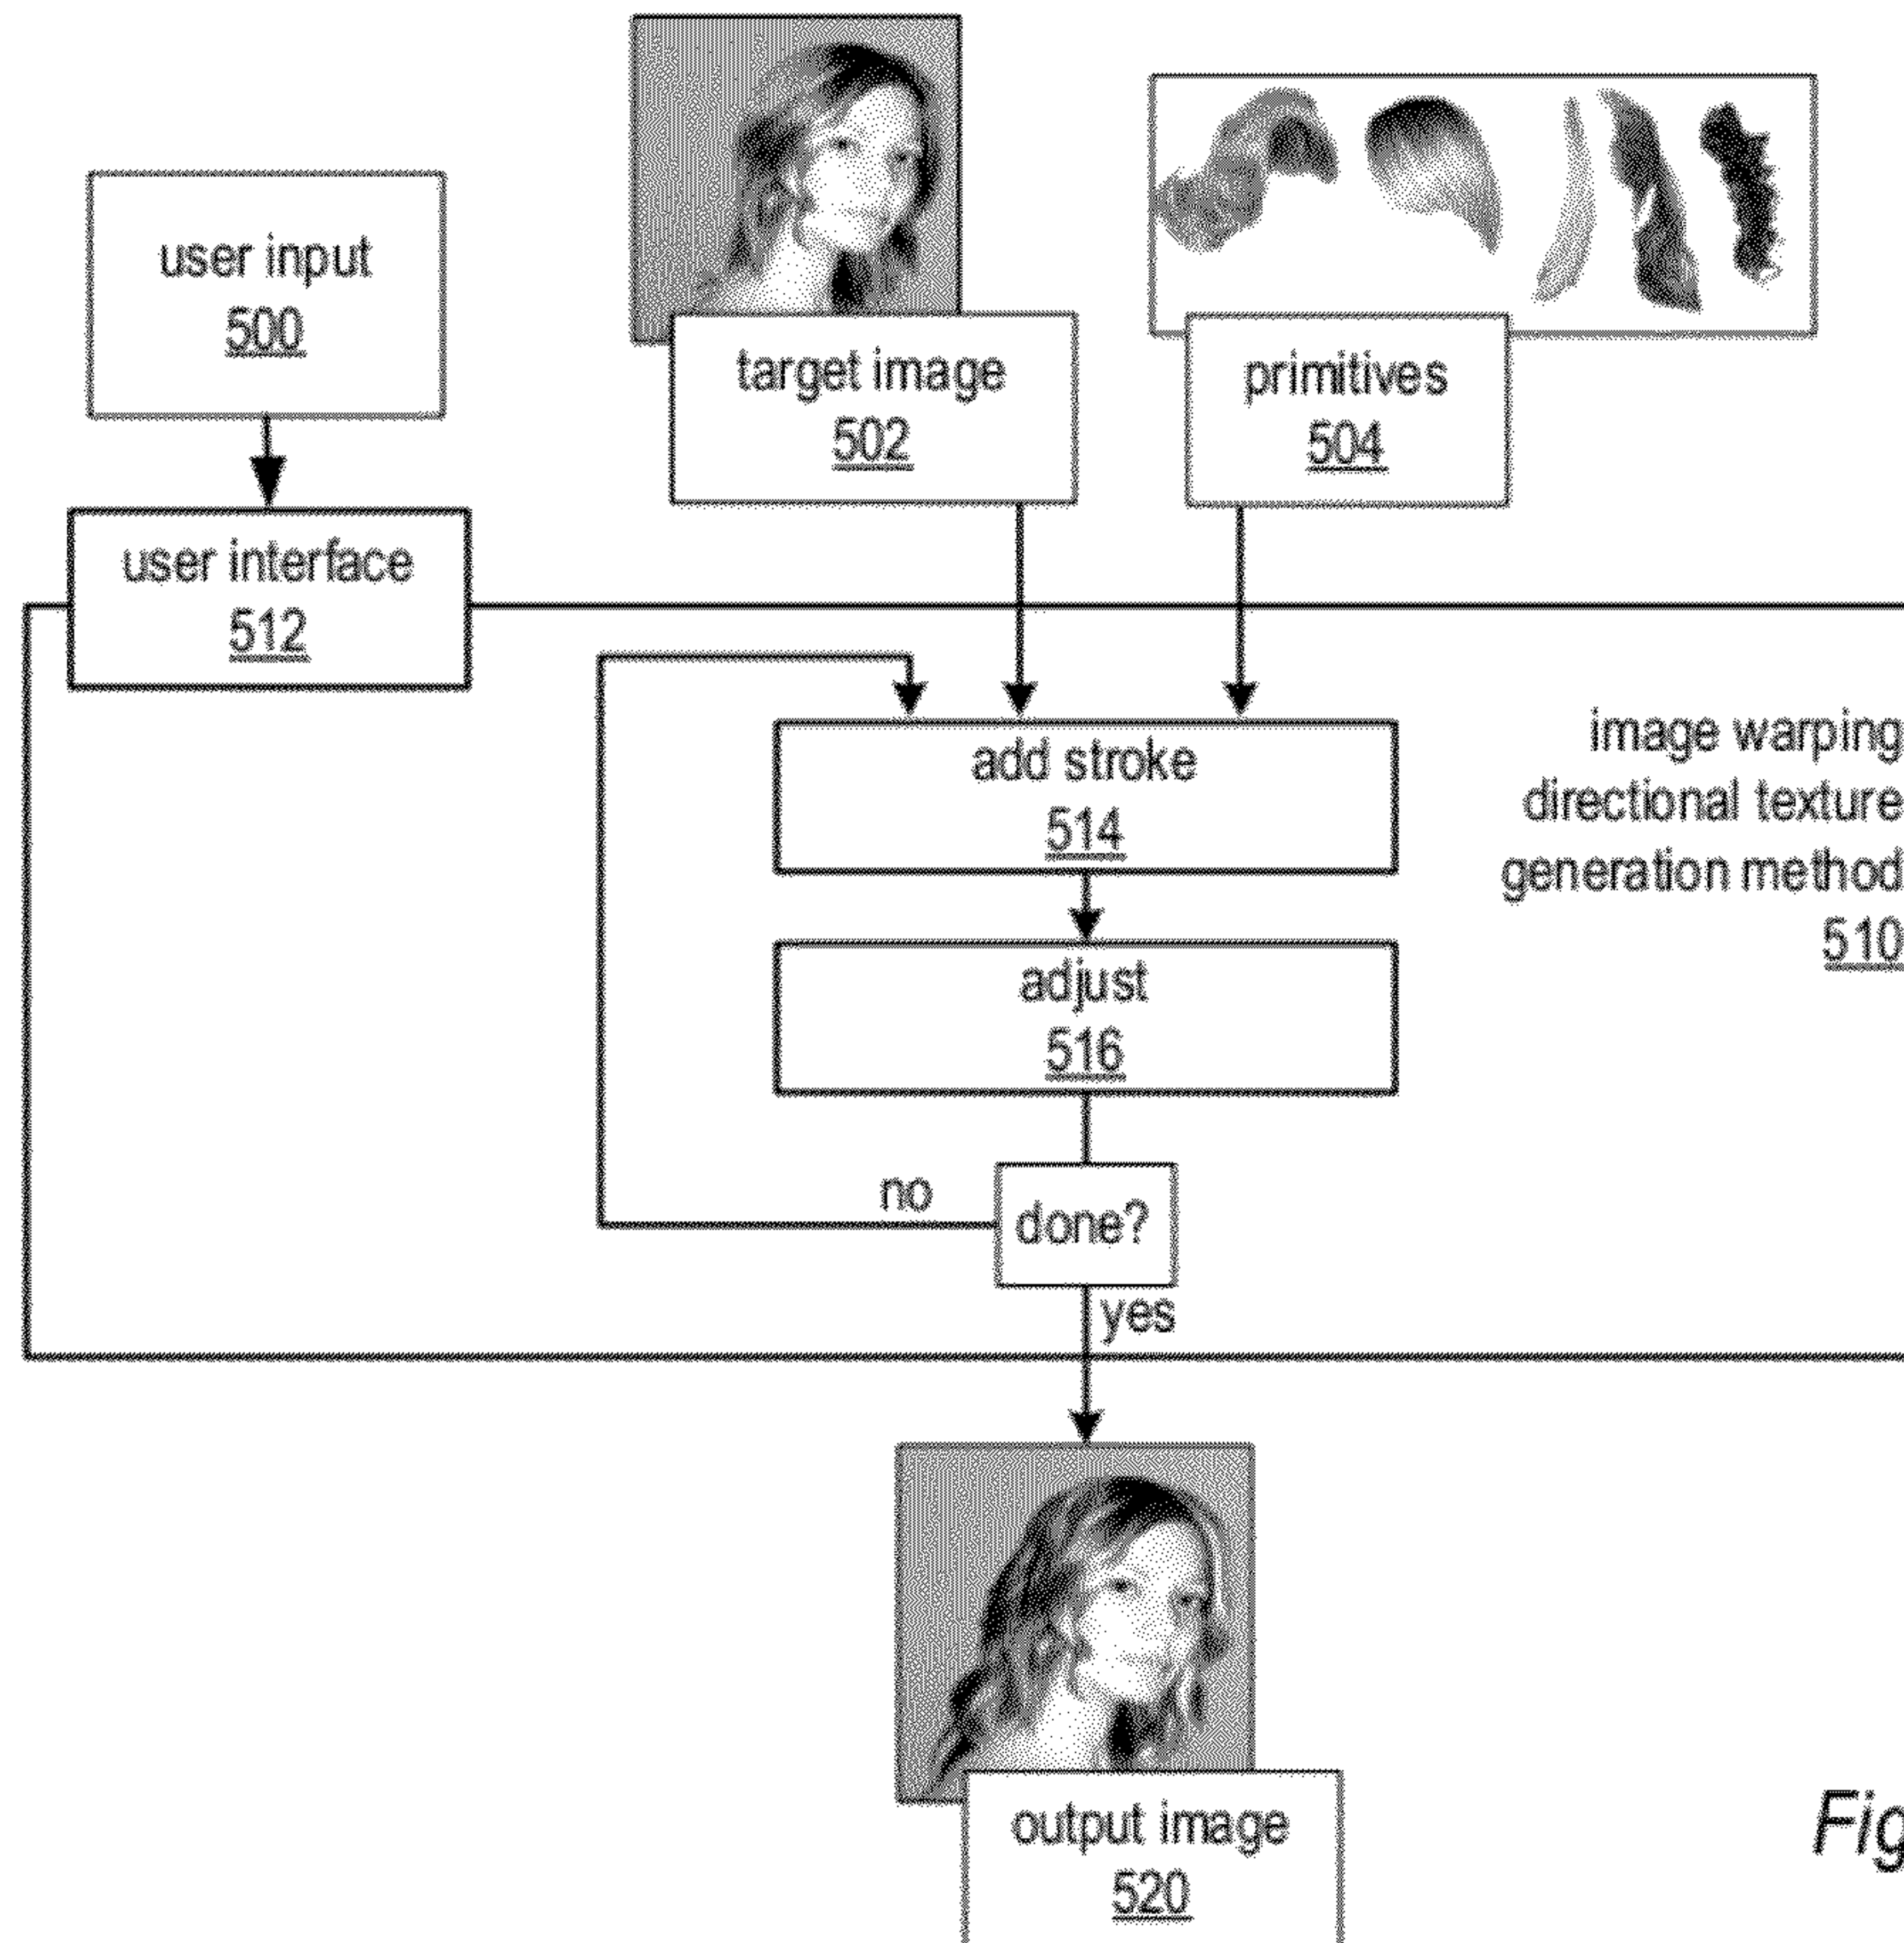 user input
500
target image
502
primitives
504
user interface
512
add stroke
514
image warping
directional texture
generation method
510
adjust
516
no
done?
yes
output image
520
Fig